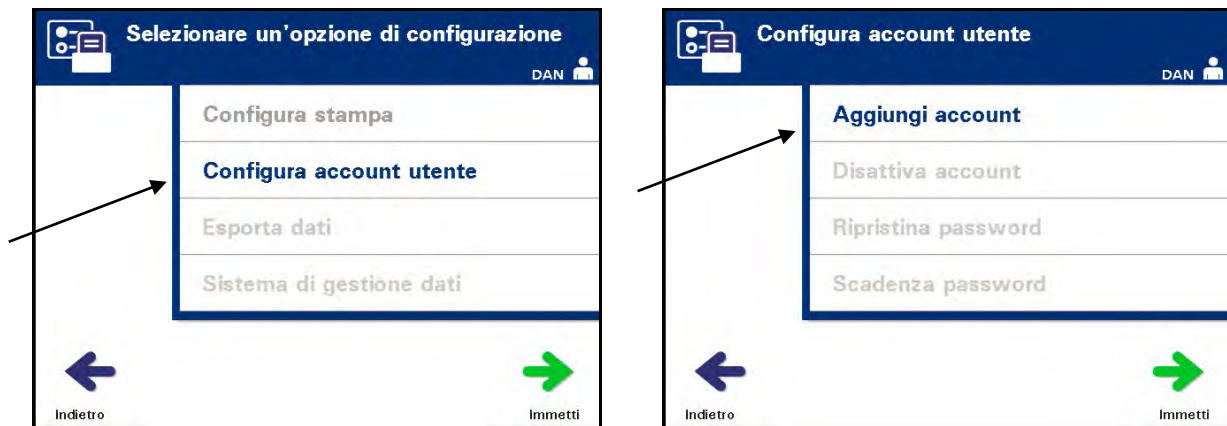 Selezionare un'opzione di configurazione
DAN
Configura stampa
Configura account utente
Esporta dati
Sistema di gestione dati
Indietro
Immetti
Configura account utente
DAN
Aggiungi account
Disattiva account
Ripristina password
Scadenza password
Indietro
Immetti